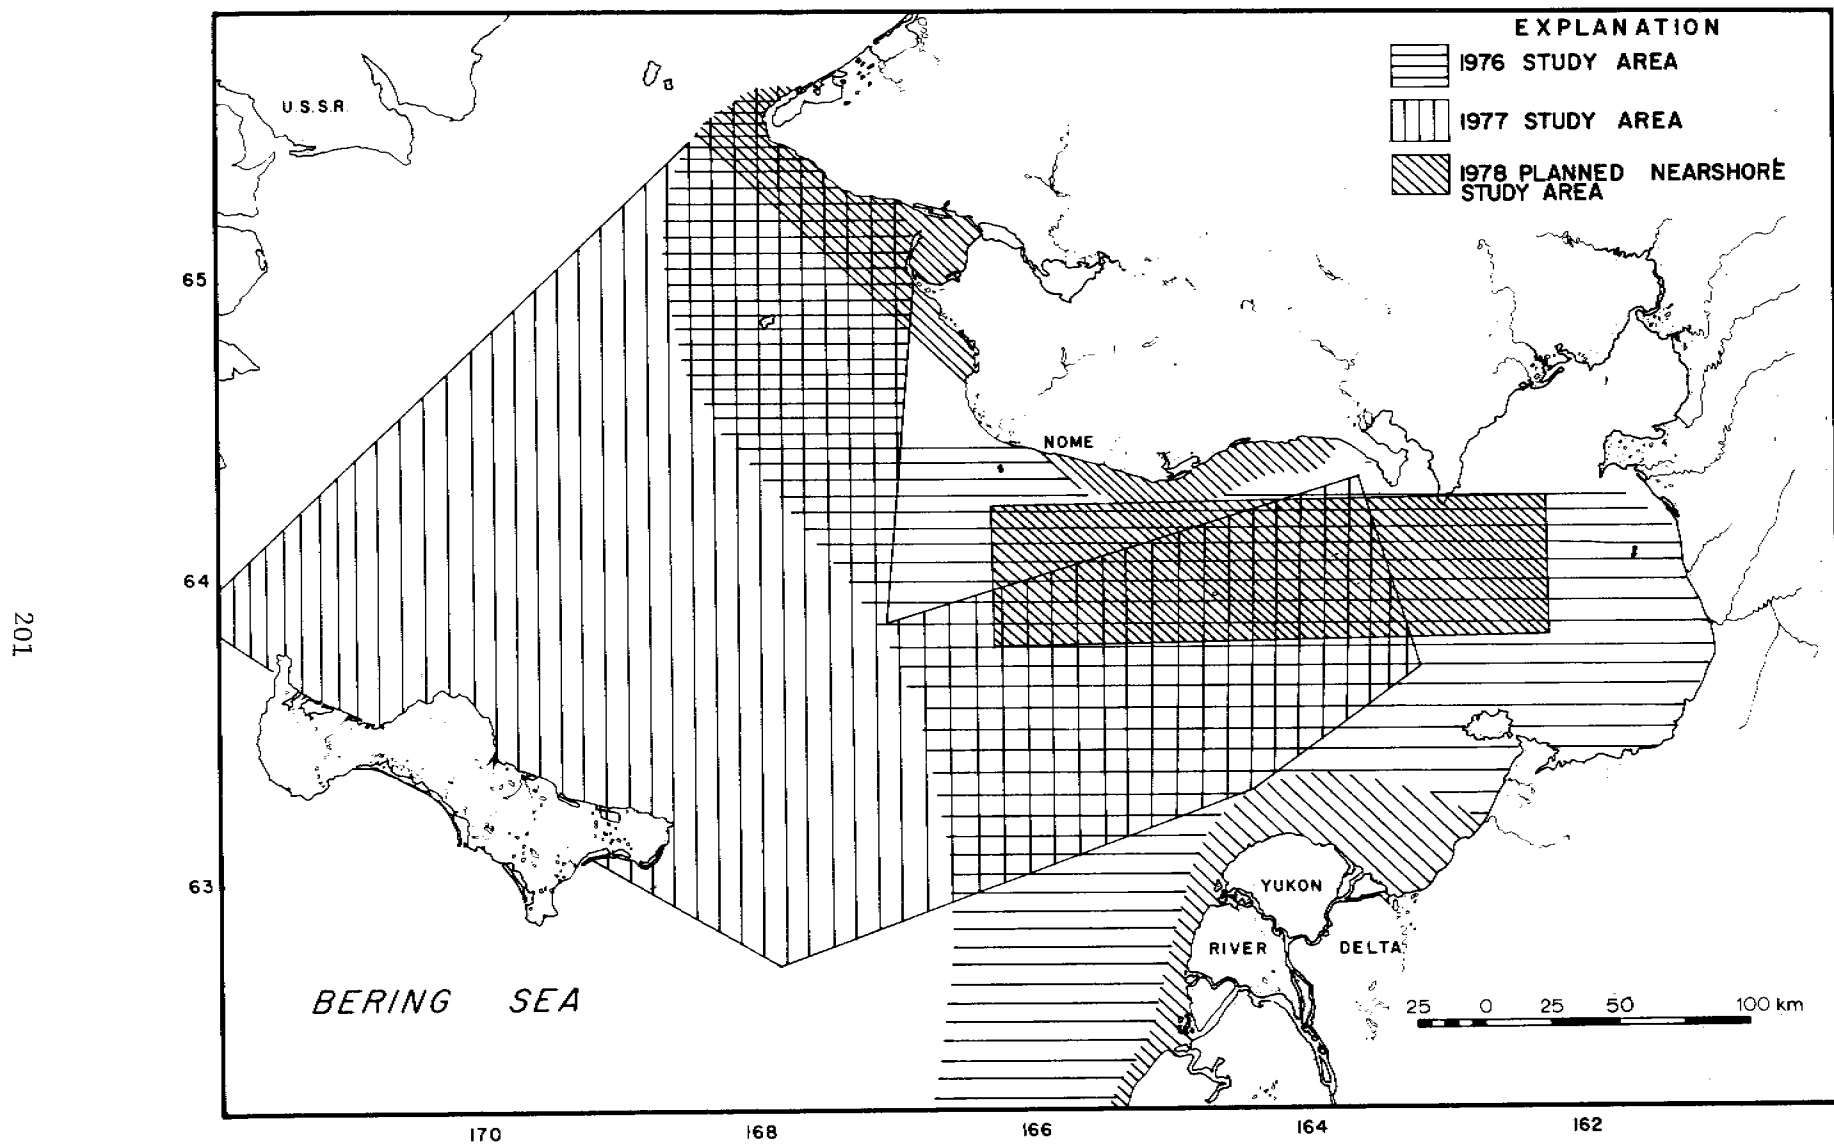 EXPLANATION
1976 STUDY AREA
1977 STUDY AREA
1978 PLANNED NEARSHORE
STUDY AREA
U.S.S.R.
65
NOME
64
201
63
YUKON
RIVER DELTA
BERING SEA
25 0 25 50 100 km
170 168 166 164 162